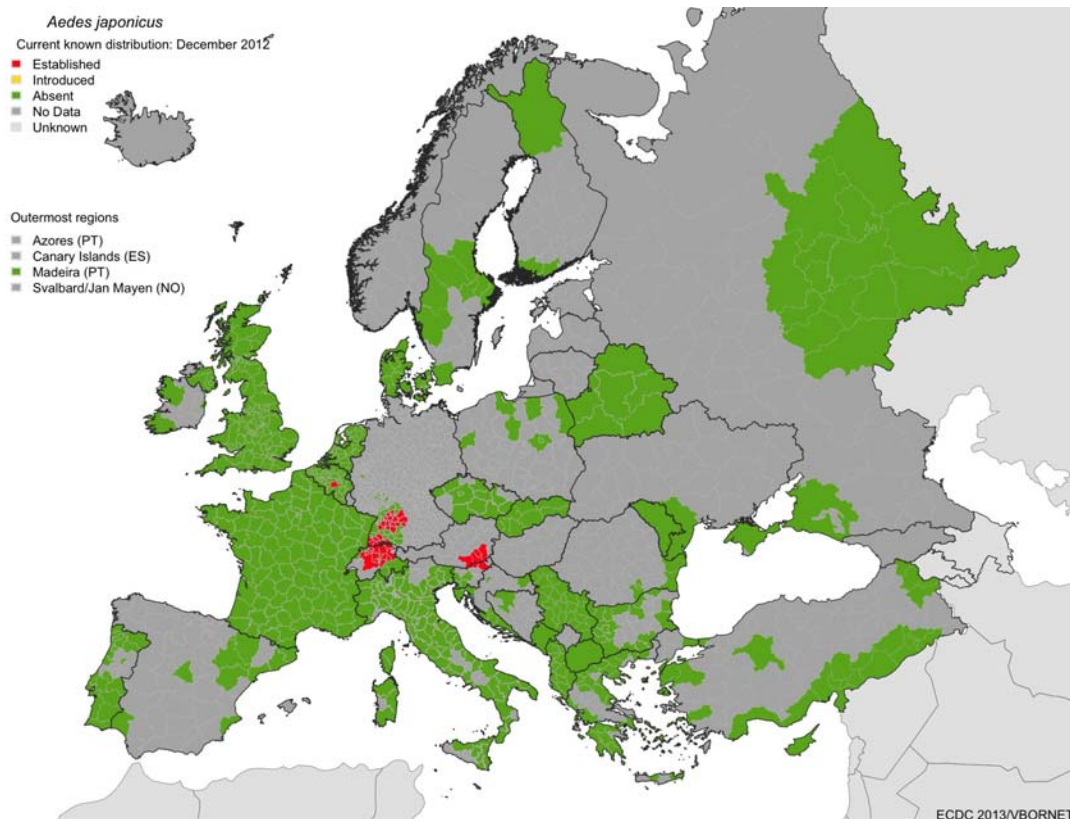 Aedes japonicus
Current known distribution: December 2012
Established
Introduced
Absent
No Data
Unknown
Outermost regions
Azores (PT)
Canary Islands (ES)
Madeira (PT)
Svalbard/Jan Mayen (NO)
ECDC 2013/VBORNET